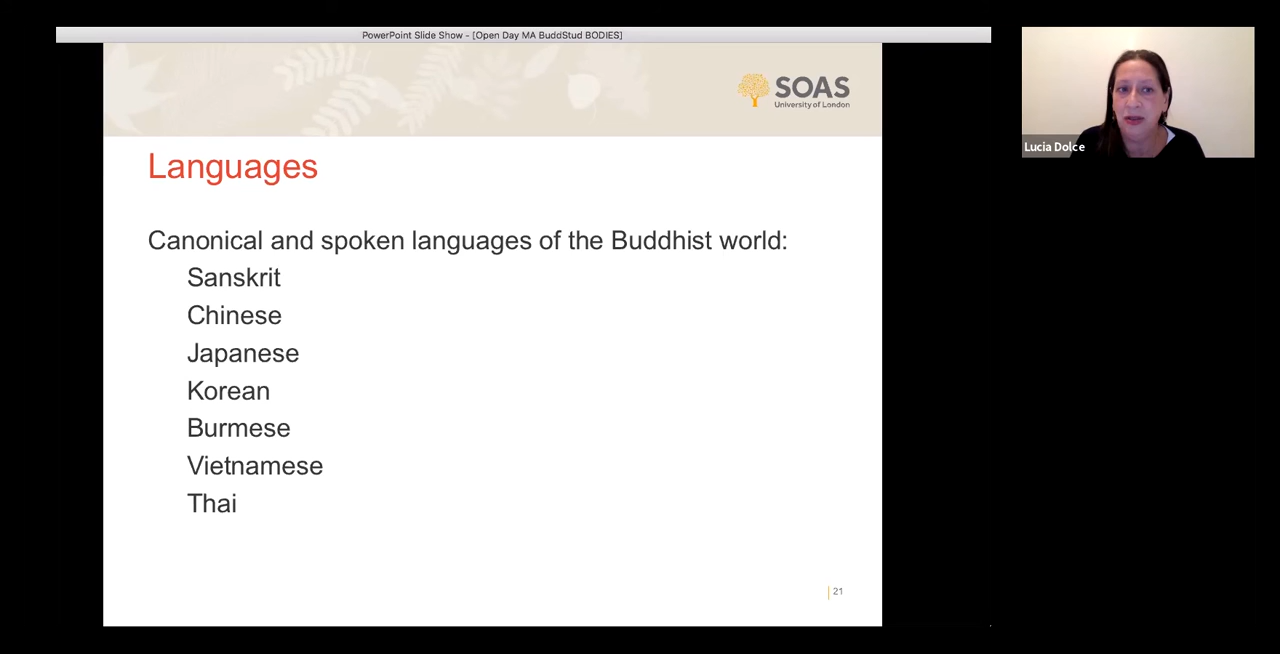 PowerPoint Slide Show - [Open Day MA BuddStud BODIES]
SOAS
University of London
Lucia Dolce
Languages
Canonical and spoken languages of the Buddhist world:
Sanskrit
Chinese
Japanese
Korean
Burmese
Vietnamese
Thai
21